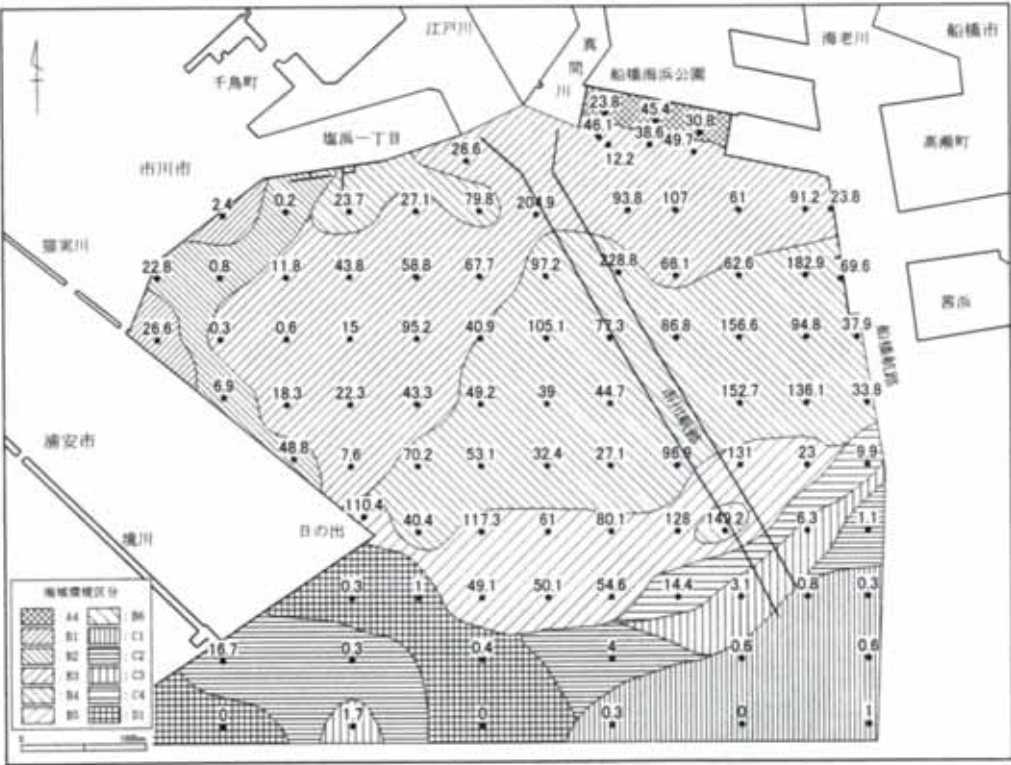 江戸川
真間川
海老川
船橋市
千鳥町
船橋海浜公園
塩浜一丁目
高瀬町
市川市
猫実川
茜浜
船橋航路
市川航路
浦安市
日の出
境川
23.8 45.4 30.8
46.1 38.6 49.7
12.2
26.6
2.4 0.2 23.7 27.1 79.8 204.9 93.8 107 61 91.2 23.8
22.8 0.8 11.8 43.8 58.8 67.7 97.2 228.8 66.1 62.6 182.9 69.6
26.6 0.3 0.6 15 95.2 40.9 105.1 77.3 86.8 156.6 94.8 37.9
6.9 18.3 22.3 43.3 49.2 39 44.7 152.7 136.1 33.8
48.8 7.6 70.2 53.1 32.4 27.1 96.9 131 23 9.9
110.4 40.4 117.3 61 80.1 128 149.2 6.3 1.1
0.3 1 49.1 50.1 54.6 14.4 3.1 0.8 0.3
16.7 0.3 0.4 4 0.6 0.6
0 1.7 0 0.3 0 1
海域環境区分
A4 B6
B1 C1
B2 C2
B3 C3
B4 C4
B5 D1
0